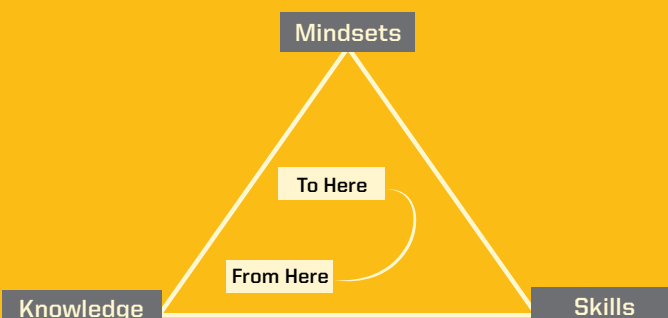 Mindsets
To Here
From Here
Knowledge
Skills